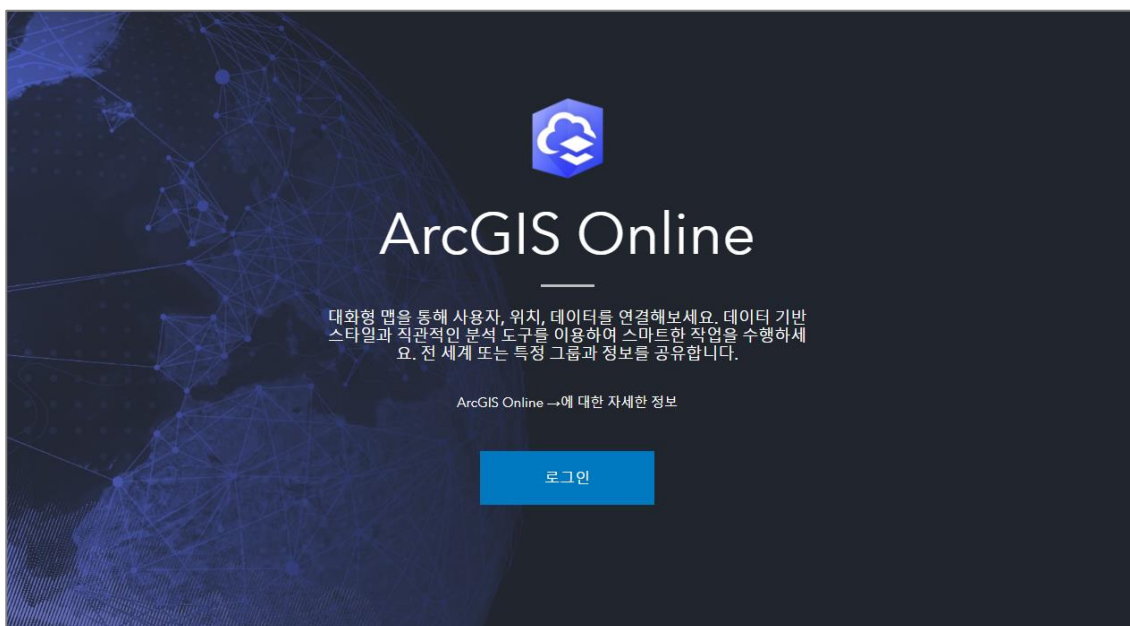 ArcGIS Online
대화형 맵을 통해 사용자, 위치, 데이터를 연결해보세요. 데이터 기반
스타일과 직관적인 분석 도구를 이용하여 스마트한 작업을 수행하세
요. 전 세계 또는 특정 그룹과 정보를 공유합니다.
ArcGIS Online →에 대한 자세한 정보
로그인